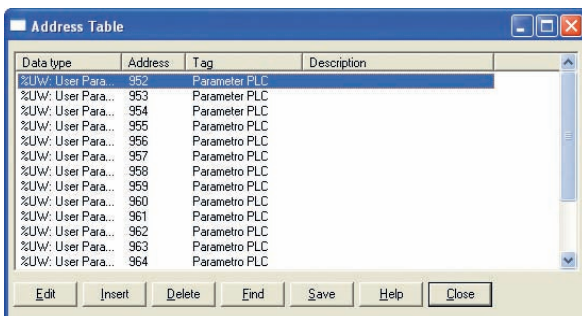 Address Table
Data type Address Tag Description
%UW: User Para... 952 Parameter PLC
%UW: User Para... 953 Parameter PLC
%UW: User Para... 954 Parameter PLC
%UW: User Para... 955 Parametro PLC
%UW: User Para... 956 Parametro PLC
%UW: User Para... 957 Parametro PLC
%UW: User Para... 958 Parametro PLC
%UW: User Para... 959 Parametro PLC
%UW: User Para... 960 Parametro PLC
%UW: User Para... 961 Parametro PLC
%UW: User Para... 962 Parametro PLC
%UW: User Para... 963 Parametro PLC
%UW: User Para... 964 Parametro PLC
Edit Insert Delete Find Save Help Close